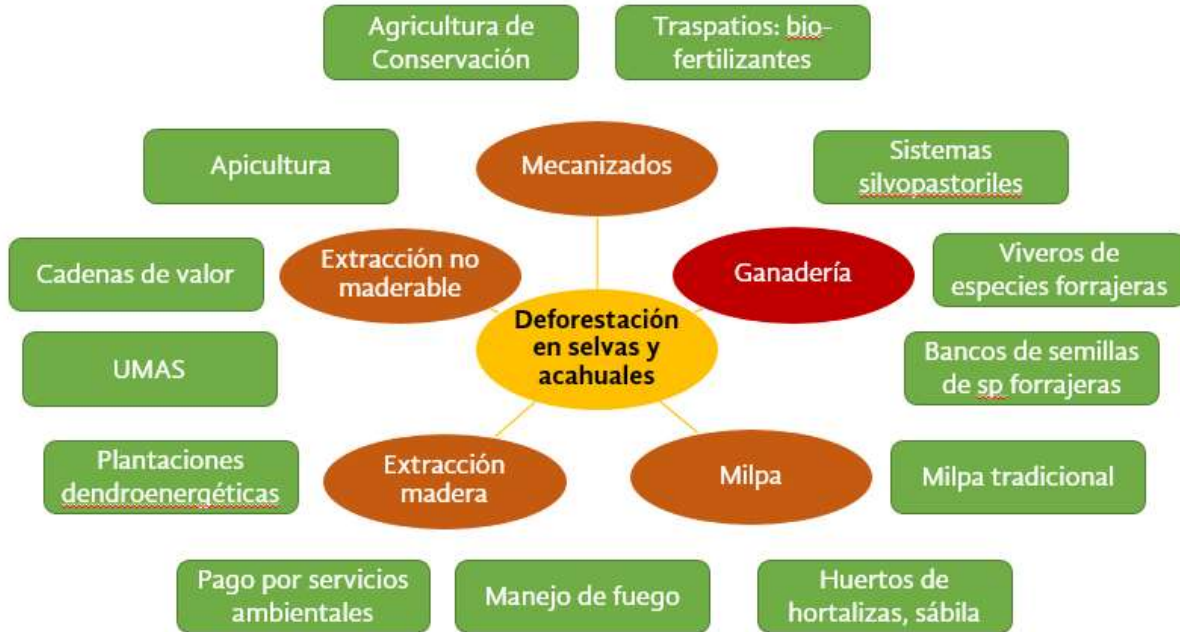 Agricultura de
Conservación
Traspatios: bio-
fertilizantes
Apicultura
Mecanizados
Sistemas
silvopastoriles
Cadenas de valor
Extracción no
maderable
Ganadería
Viveros de
especies forrajeras
Deforestación
en selvas y
acahuales
UMAS
Bancos de semillas
de sp forrajeras
Plantaciones
dendroenergéticas
Extracción
madera
Milpa
Milpa tradicional
Pago por servicios
ambientales
Manejo de fuego
Huertos de
hortalizas, sábila